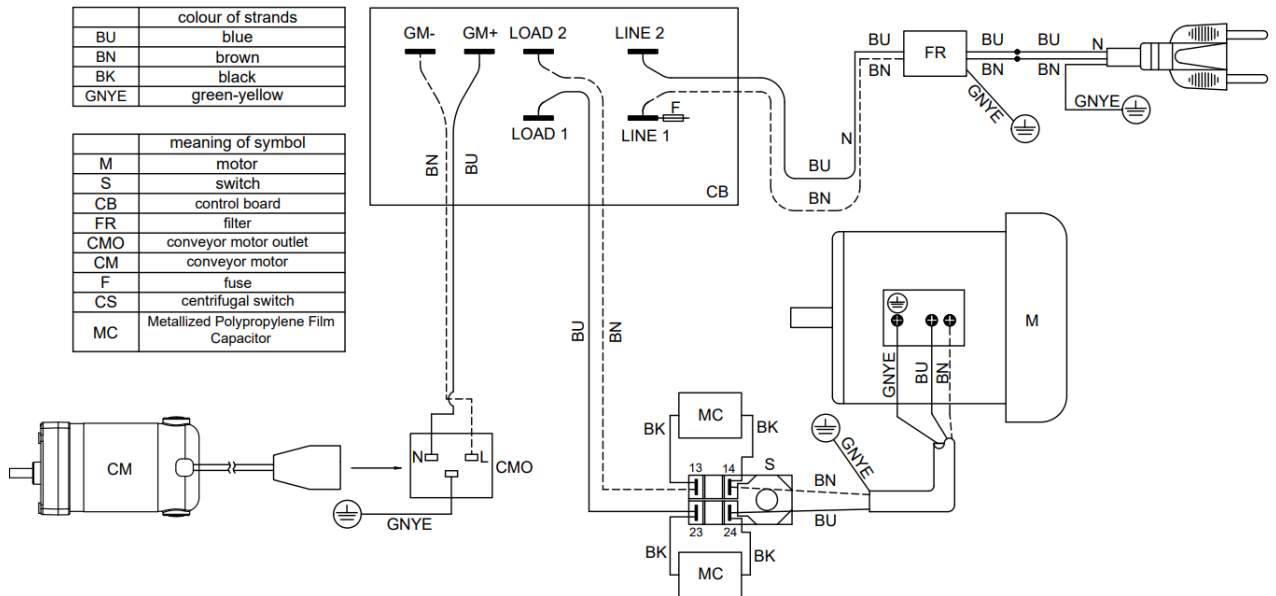 colour of strands
BU blue
BN brown
BK black
GNYE green-yellow
meaning of symbol
M motor
S switch
CB control board
FR filter
CMO conveyor motor outlet
CM conveyor motor
F fuse
CS centrifugal switch
MC Metallized Polypropylene Film
Capacitor
GM- GM+ LOAD 2 LINE 2
LOAD 1 LINE 1 F
CB
BN BU
BU FR BU BU N
BN BN BN
GNYE GNYE
N
BU
BN
BU BN
M
GNYE BU BN
CM
N L CMO
GNYE
MC
BK BK
13 14 S
GNYE
BN
BU
23 24
BK BK
MC